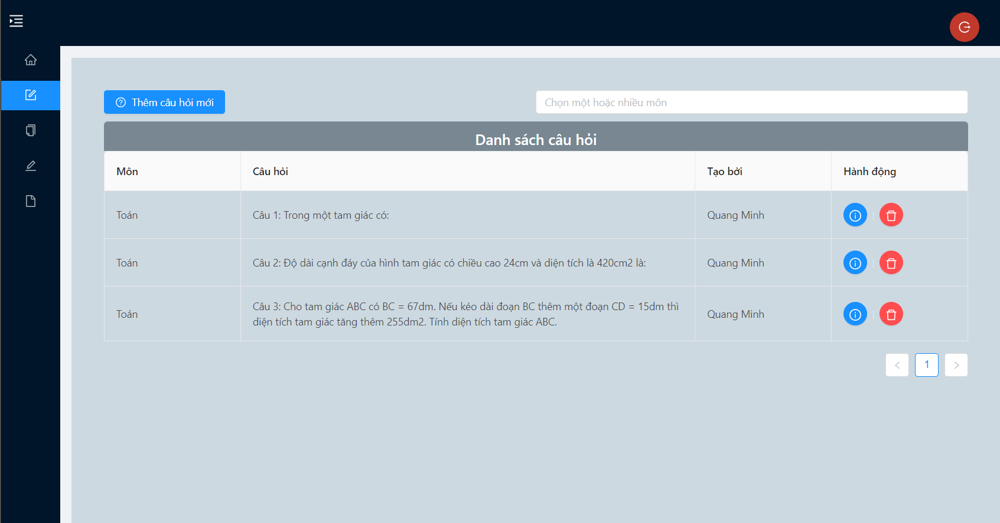 Thêm câu hỏi mới
Chọn một hoặc nhiều môn
Danh sách câu hỏi
Môn
Câu hỏi
Tạo bởi
Hành động
Toán
Câu 1: Trong một tam giác có:
Quang Minh
Toán
Câu 2: Độ dài cạnh đáy của hình tam giác có chiều cao 24cm và diện tích là 420cm2 là:
Quang Minh
Toán
Câu 3: Cho tam giác ABC có BC = 67dm. Nếu kéo dài đoạn BC thêm một đoạn CD = 15dm thì
diện tích tam giác tăng thêm 255dm2. Tính diện tích tam giác ABC.
Quang Minh
1